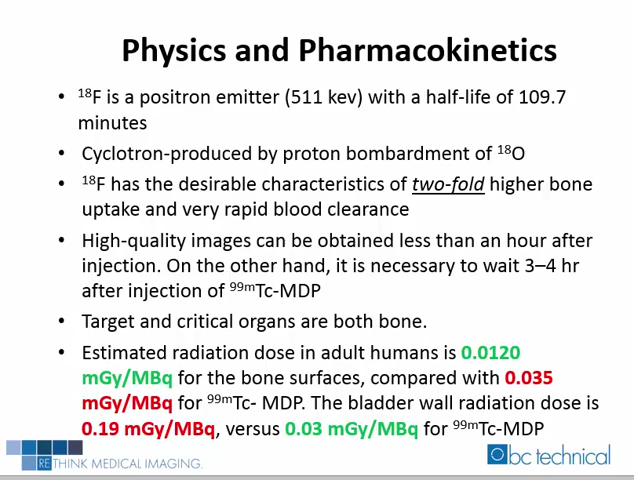 Physics and Pharmacokinetics
• ¹⁸F is a positron emitter (511 kev) with a half-life of 109.7
minutes
• Cyclotron-produced by proton bombardment of ¹⁸O
• ¹⁸F has the desirable characteristics of two-fold higher bone
uptake and very rapid blood clearance
• High-quality images can be obtained less than an hour after
injection. On the other hand, it is necessary to wait 3–4 hr
after injection of ⁹⁹ᵐTc-MDP
• Target and critical organs are both bone.
• Estimated radiation dose in adult humans is 0.0120
mGy/MBq for the bone surfaces, compared with 0.035
mGy/MBq for ⁹⁹ᵐTc- MDP. The bladder wall radiation dose is
0.19 mGy/MBq, versus 0.03 mGy/MBq for ⁹⁹ᵐTc-MDP
RETHINK MEDICAL IMAGING.
bc technical